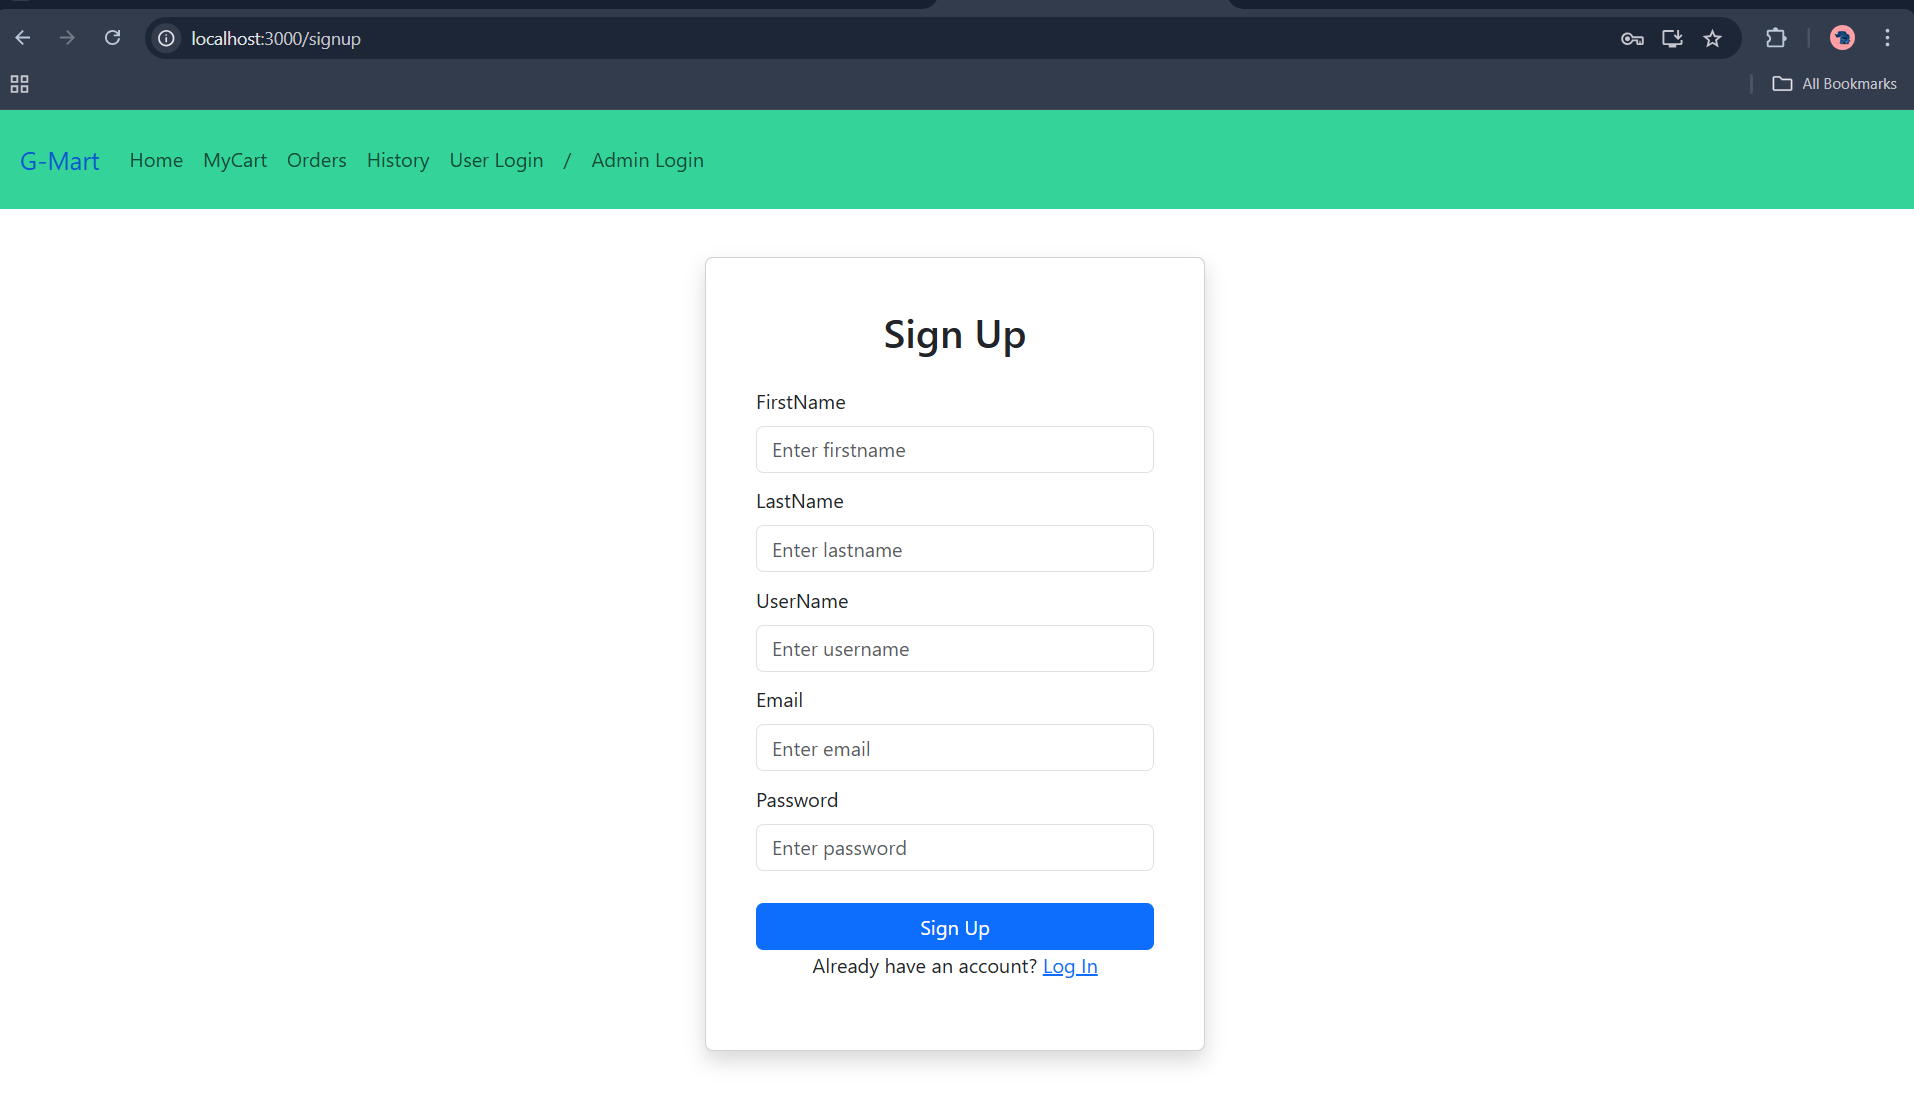 localhost:3000/signup
All Bookmarks
G-Mart Home MyCart Orders History User Login / Admin Login
Sign Up
FirstName
Enter firstname
LastName
Enter lastname
UserName
Enter username
Email
Enter email
Password
Enter password
Sign Up
Already have an account? Log In